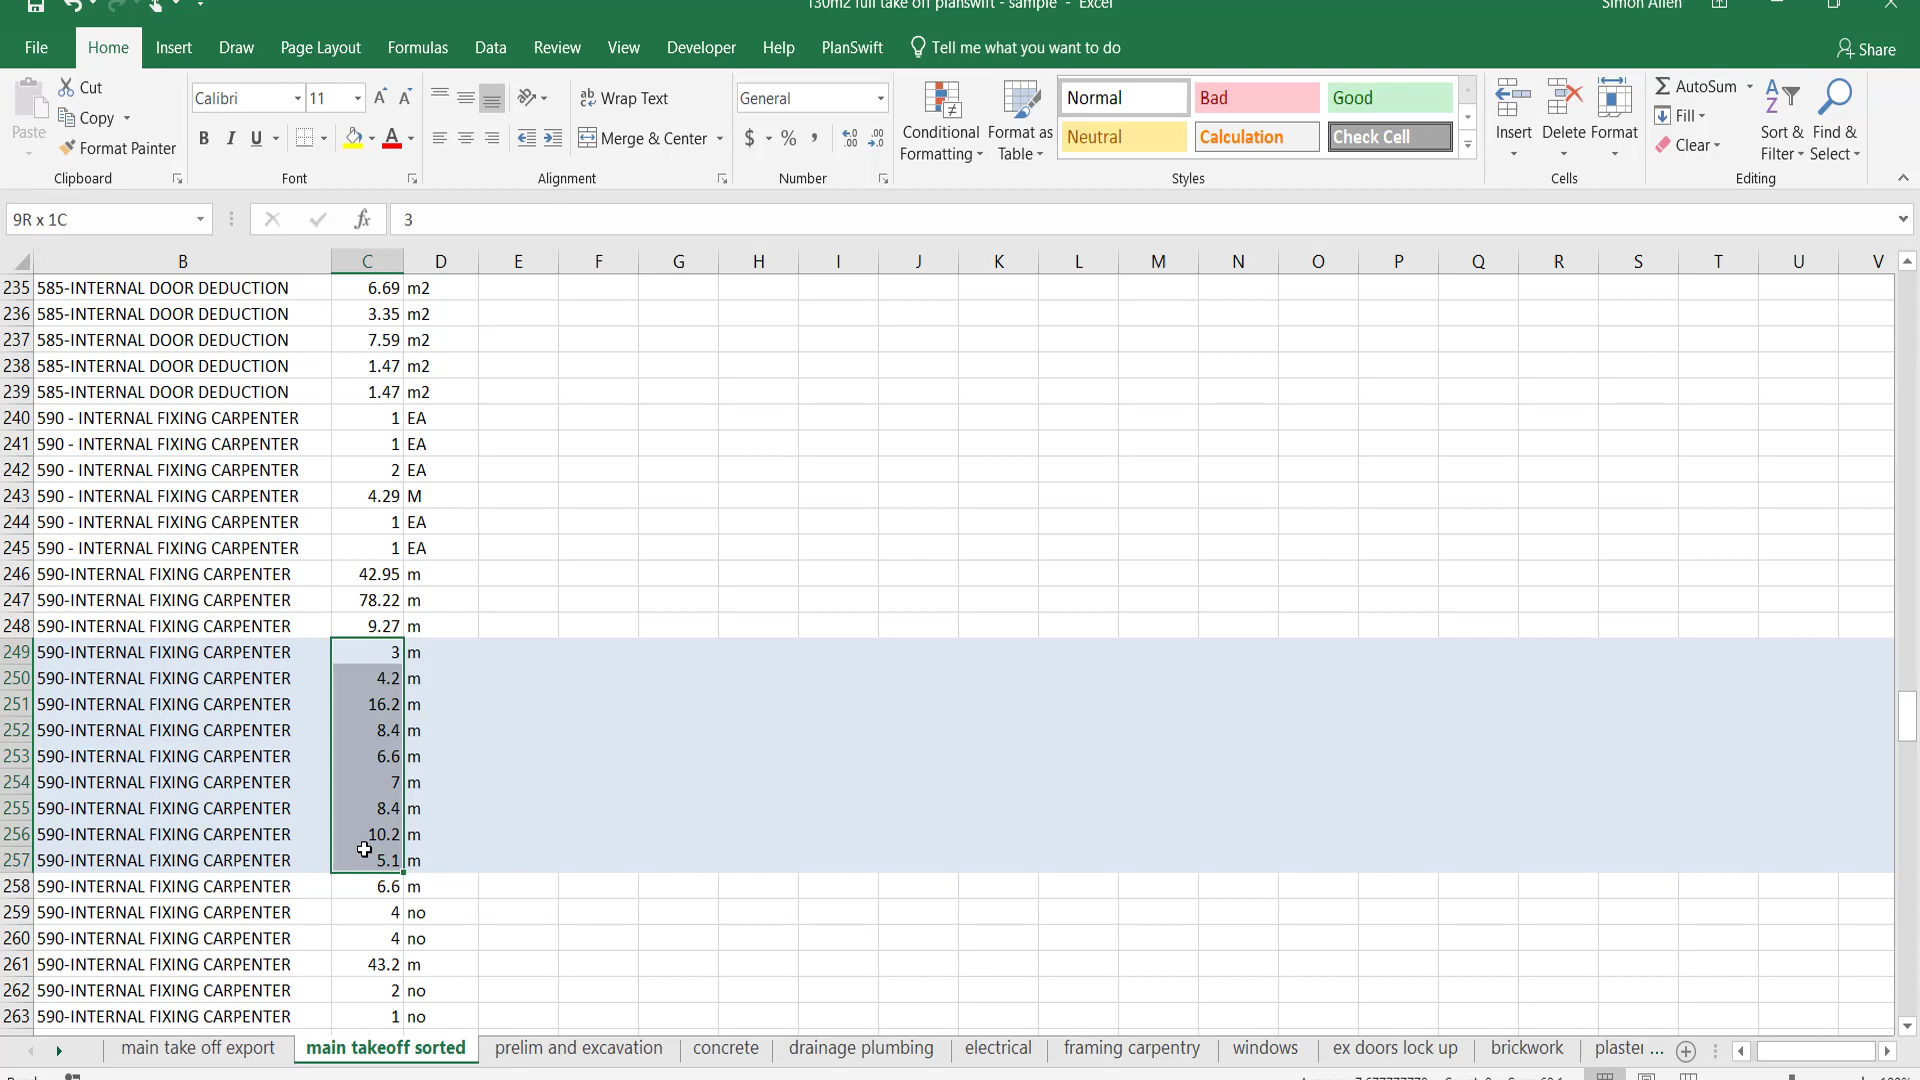 130m2 full take off planswift - sample - Excel
Simon Allen
File Home Insert Draw Page Layout Formulas Data Review View Developer Help PlanSwift Tell me what you want to do Share
Paste Cut Copy Format Painter Clipboard
Calibri 11 B I U A Font
Wrap Text Merge & Center Alignment
General $ % , Number
Conditional Formatting Format as Table
Normal Bad Good
Neutral Calculation Check Cell
Styles
Insert Delete Format Cells
AutoSum Fill Clear Sort & Filter Find & Select Editing
9R x 1C fx 3
B C D E F G H I J K L M N O P Q R S T U V
235 585-INTERNAL DOOR DEDUCTION 6.69 m2
236 585-INTERNAL DOOR DEDUCTION 3.35 m2
237 585-INTERNAL DOOR DEDUCTION 7.59 m2
238 585-INTERNAL DOOR DEDUCTION 1.47 m2
239 585-INTERNAL DOOR DEDUCTION 1.47 m2
240 590 - INTERNAL FIXING CARPENTER 1 EA
241 590 - INTERNAL FIXING CARPENTER 1 EA
242 590 - INTERNAL FIXING CARPENTER 2 EA
243 590 - INTERNAL FIXING CARPENTER 4.29 M
244 590 - INTERNAL FIXING CARPENTER 1 EA
245 590 - INTERNAL FIXING CARPENTER 1 EA
246 590-INTERNAL FIXING CARPENTER 42.95 m
247 590-INTERNAL FIXING CARPENTER 78.22 m
248 590-INTERNAL FIXING CARPENTER 9.27 m
249 590-INTERNAL FIXING CARPENTER 3 m
250 590-INTERNAL FIXING CARPENTER 4.2 m
251 590-INTERNAL FIXING CARPENTER 16.2 m
252 590-INTERNAL FIXING CARPENTER 8.4 m
253 590-INTERNAL FIXING CARPENTER 6.6 m
254 590-INTERNAL FIXING CARPENTER 7 m
255 590-INTERNAL FIXING CARPENTER 8.4 m
256 590-INTERNAL FIXING CARPENTER 10.2 m
257 590-INTERNAL FIXING CARPENTER 5.1 m
258 590-INTERNAL FIXING CARPENTER 6.6 m
259 590-INTERNAL FIXING CARPENTER 4 no
260 590-INTERNAL FIXING CARPENTER 4 no
261 590-INTERNAL FIXING CARPENTER 43.2 m
262 590-INTERNAL FIXING CARPENTER 2 no
263 590-INTERNAL FIXING CARPENTER 1 no
main take off export main takeoff sorted prelim and excavation concrete drainage plumbing electrical framing carpentry windows ex doors lock up brickwork plaster ...